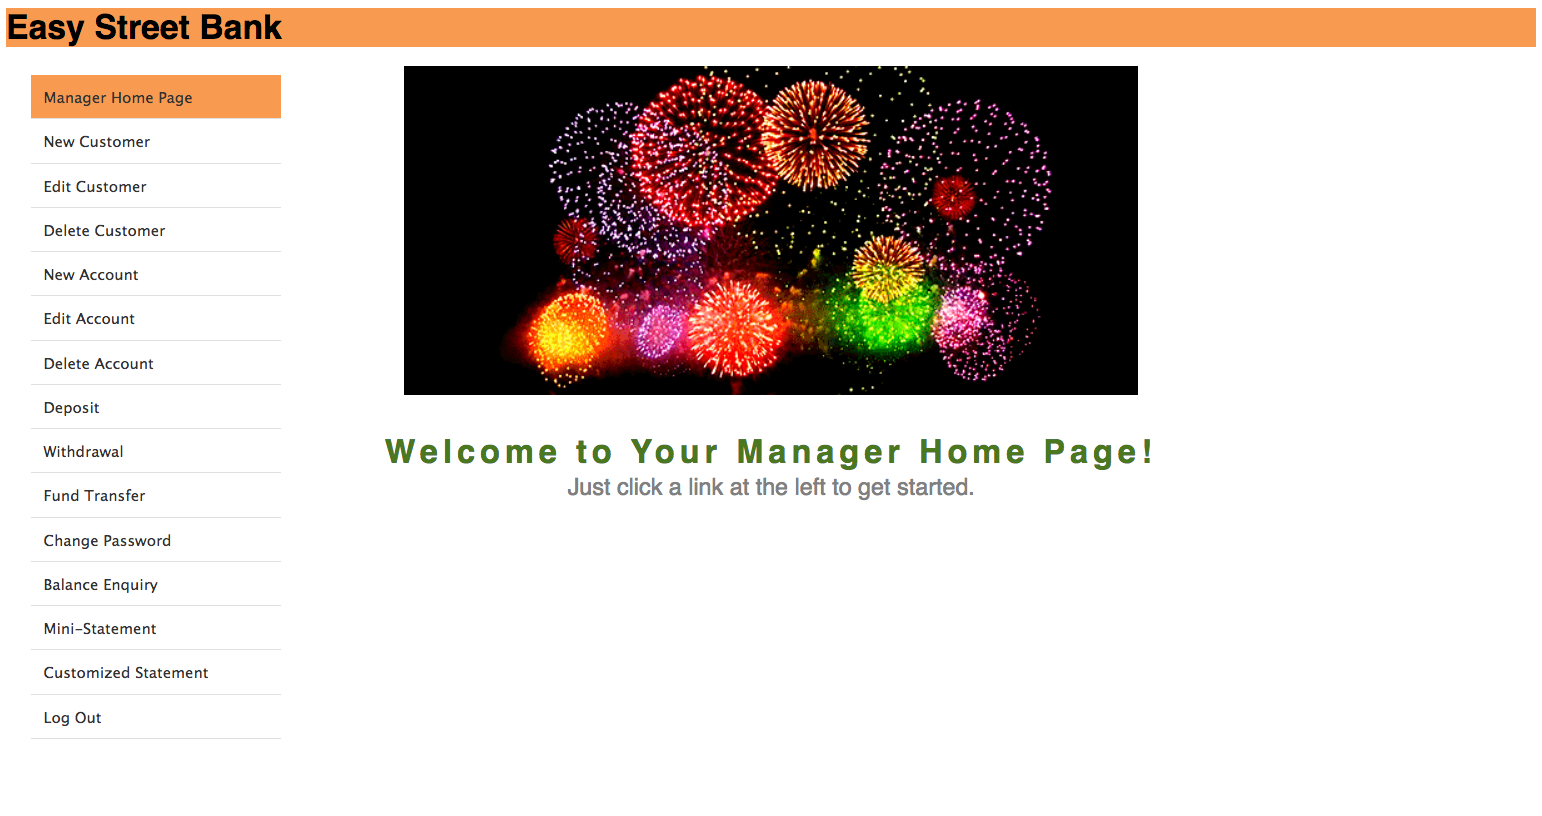 Easy Street Bank
Manager Home Page
New Customer
Edit Customer
Delete Customer
New Account
Edit Account
Delete Account
Deposit
Withdrawal
Fund Transfer
Change Password
Balance Enquiry
Mini-Statement
Customized Statement
Log Out
Welcome to Your Manager Home Page!
Just click a link at the left to get started.